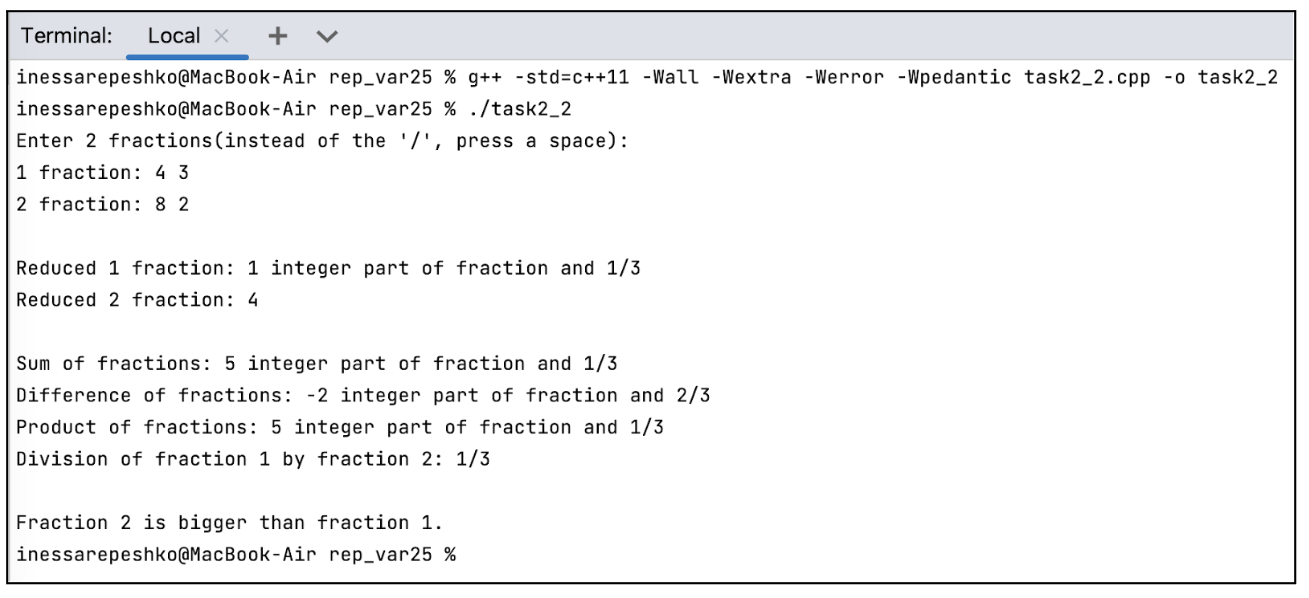 Terminal: Local × + ∨
inessarepeshko@MacBook-Air rep_var25 % g++ -std=c++11 -Wall -Wextra -Werror -Wpedantic task2_2.cpp -o task2_2
inessarepeshko@MacBook-Air rep_var25 % ./task2_2
Enter 2 fractions(instead of the '/', press a space):
1 fraction: 4 3
2 fraction: 8 2
Reduced 1 fraction: 1 integer part of fraction and 1/3
Reduced 2 fraction: 4
Sum of fractions: 5 integer part of fraction and 1/3
Difference of fractions: -2 integer part of fraction and 2/3
Product of fractions: 5 integer part of fraction and 1/3
Division of fraction 1 by fraction 2: 1/3
Fraction 2 is bigger than fraction 1.
inessarepeshko@MacBook-Air rep_var25 %